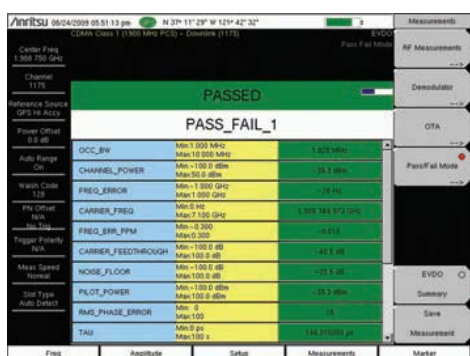 Anritsu 06/24/2009 05:51:13 pm N 37° 11' 29" W 121° 42' 32"
CDMA Class 1 (1900 MHz PCS) - Downlink (1175)
EVDO
Pass Fail Mode
Center Freq
1.988 750 GHz
Channel
1175
Reference Source
GPS Hi Accy
Power Offset
0.0 dB
Auto Range
On
Walsh Code
128
PN Offset
N/A
No Trig
Trigger Polarity
N/A
Meas Speed
Normal
Slot Type
Auto Detect
PASSED
PASS_FAIL_1
OCC_BW Min:1.000 MHz
Max:10.000 MHz
CHANNEL_POWER Min:-100.0 dBm
Max:50.0 dBm
FREQ_ERROR Min:-1.000 GHz
Max:1.000 GHz
CARRIER_FREQ Min:0 Hz
Max:7.100 GHz
FREQ_ERR_PPM Min:-0.300
Max:0.300
CARRIER_FEEDTHROUGH Min:-100.0 dB
Max:100.0 dB
NOISE_FLOOR Min:-100.0 dB
Max:100.0 dB
PILOT_POWER Min:-100.0 dBm
Max:100.0 dBm
RMS_PHASE_ERROR Min: 0
Max:100
TAU Min:0 ps
Max:100 s
Measurements
RF Measurements
-->
Demodulator
-->
OTA
-->
Pass/Fail Mode
-->
EVDO
Summary
Save
Measurement
Freq Amplitude Setup Measurements Marker